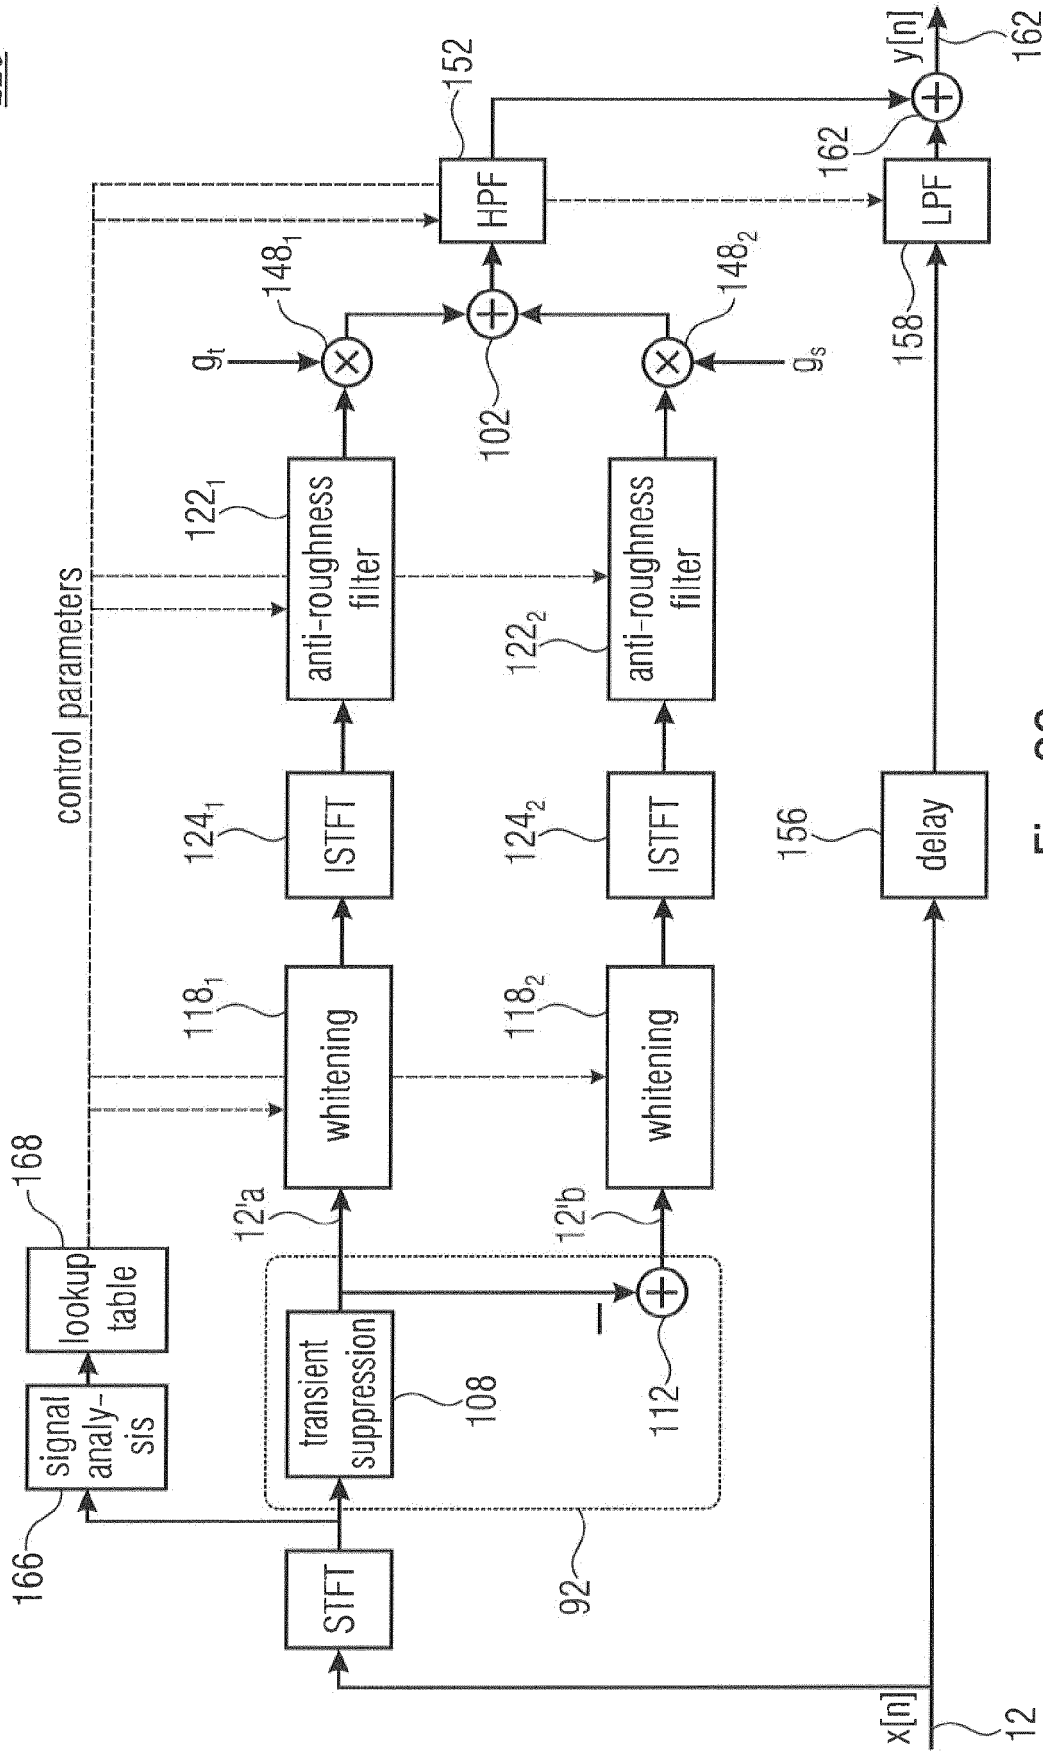 166
signal
analy-
sis
lookup
table
168
control parameters
STFT
92
transient
suppression
108
112
–
12'a
12'b
whitening
118₁
whitening
118₂
ISTFT
124₁
ISTFT
124₂
anti-roughness
filter
122₁
anti-roughness
filter
122₂
gt
148₁
gs
148₂
102
HPF
152
x[n]
12
delay
156
LPF
158
162
y[n]
162